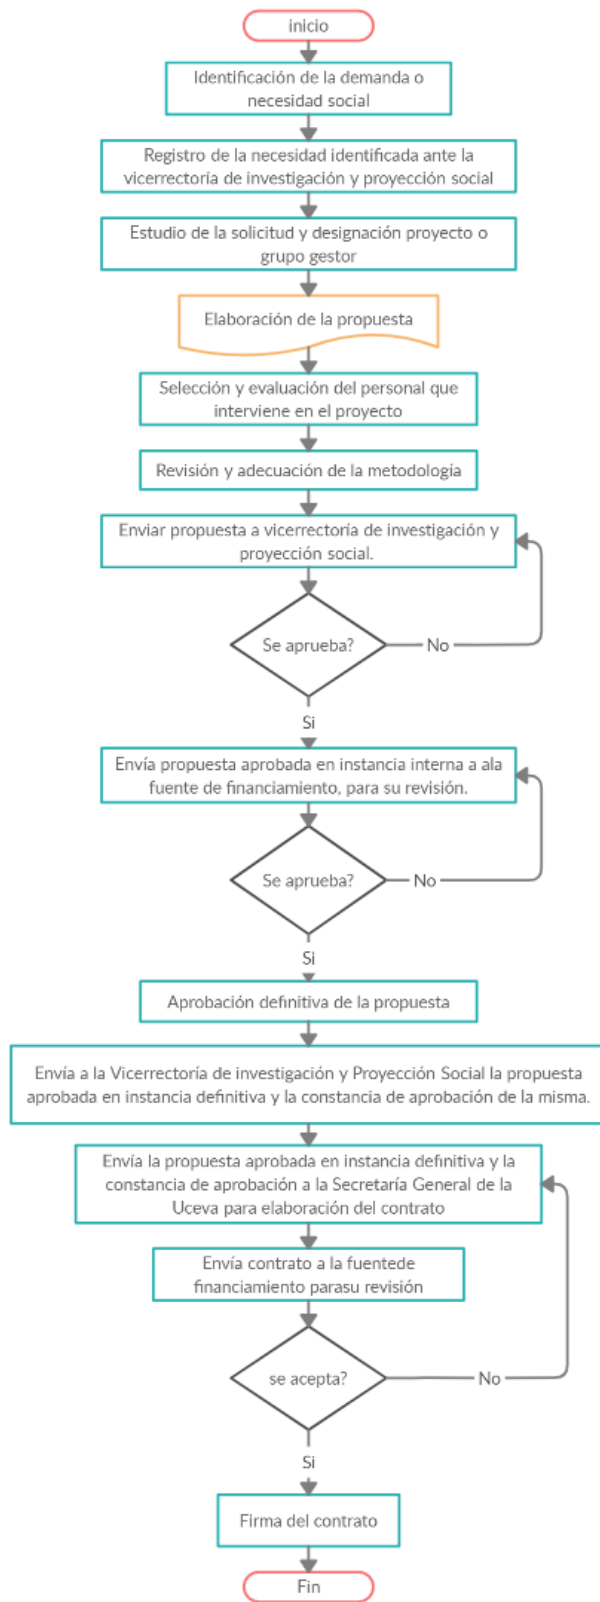 inicio
Identificación de la demanda o
necesidad social
Registro de la necesidad identificada ante la
vicerrectoría de investigación y proyección social
Estudio de la solicitud y designación proyecto o
grupo gestor
Elaboración de la propuesta
Selección y evaluación del personal que
interviene en el proyecto
Revisión y adecuación de la metodología
Enviar propuesta a vicerrectoría de investigación y
proyección social.
Se aprueba?
No
Si
Envía propuesta aprobada en instancia interna a ala
fuente de financiamiento, para su revisión.
Se aprueba?
No
Si
Aprobación definitiva de la propuesta
Envía a la Vicerrectoría de investigación y Proyección Social la propuesta
aprobada en instancia definitiva y la constancia de aprobación de la misma.
Envía la propuesta aprobada en instancia definitiva y la
constancia de aprobación a la Secretaría General de la
Uceva para elaboración del contrato
Envía contrato a la fuentede
financiamiento parasu revisión
se acepta?
No
Si
Firma del contrato
Fin